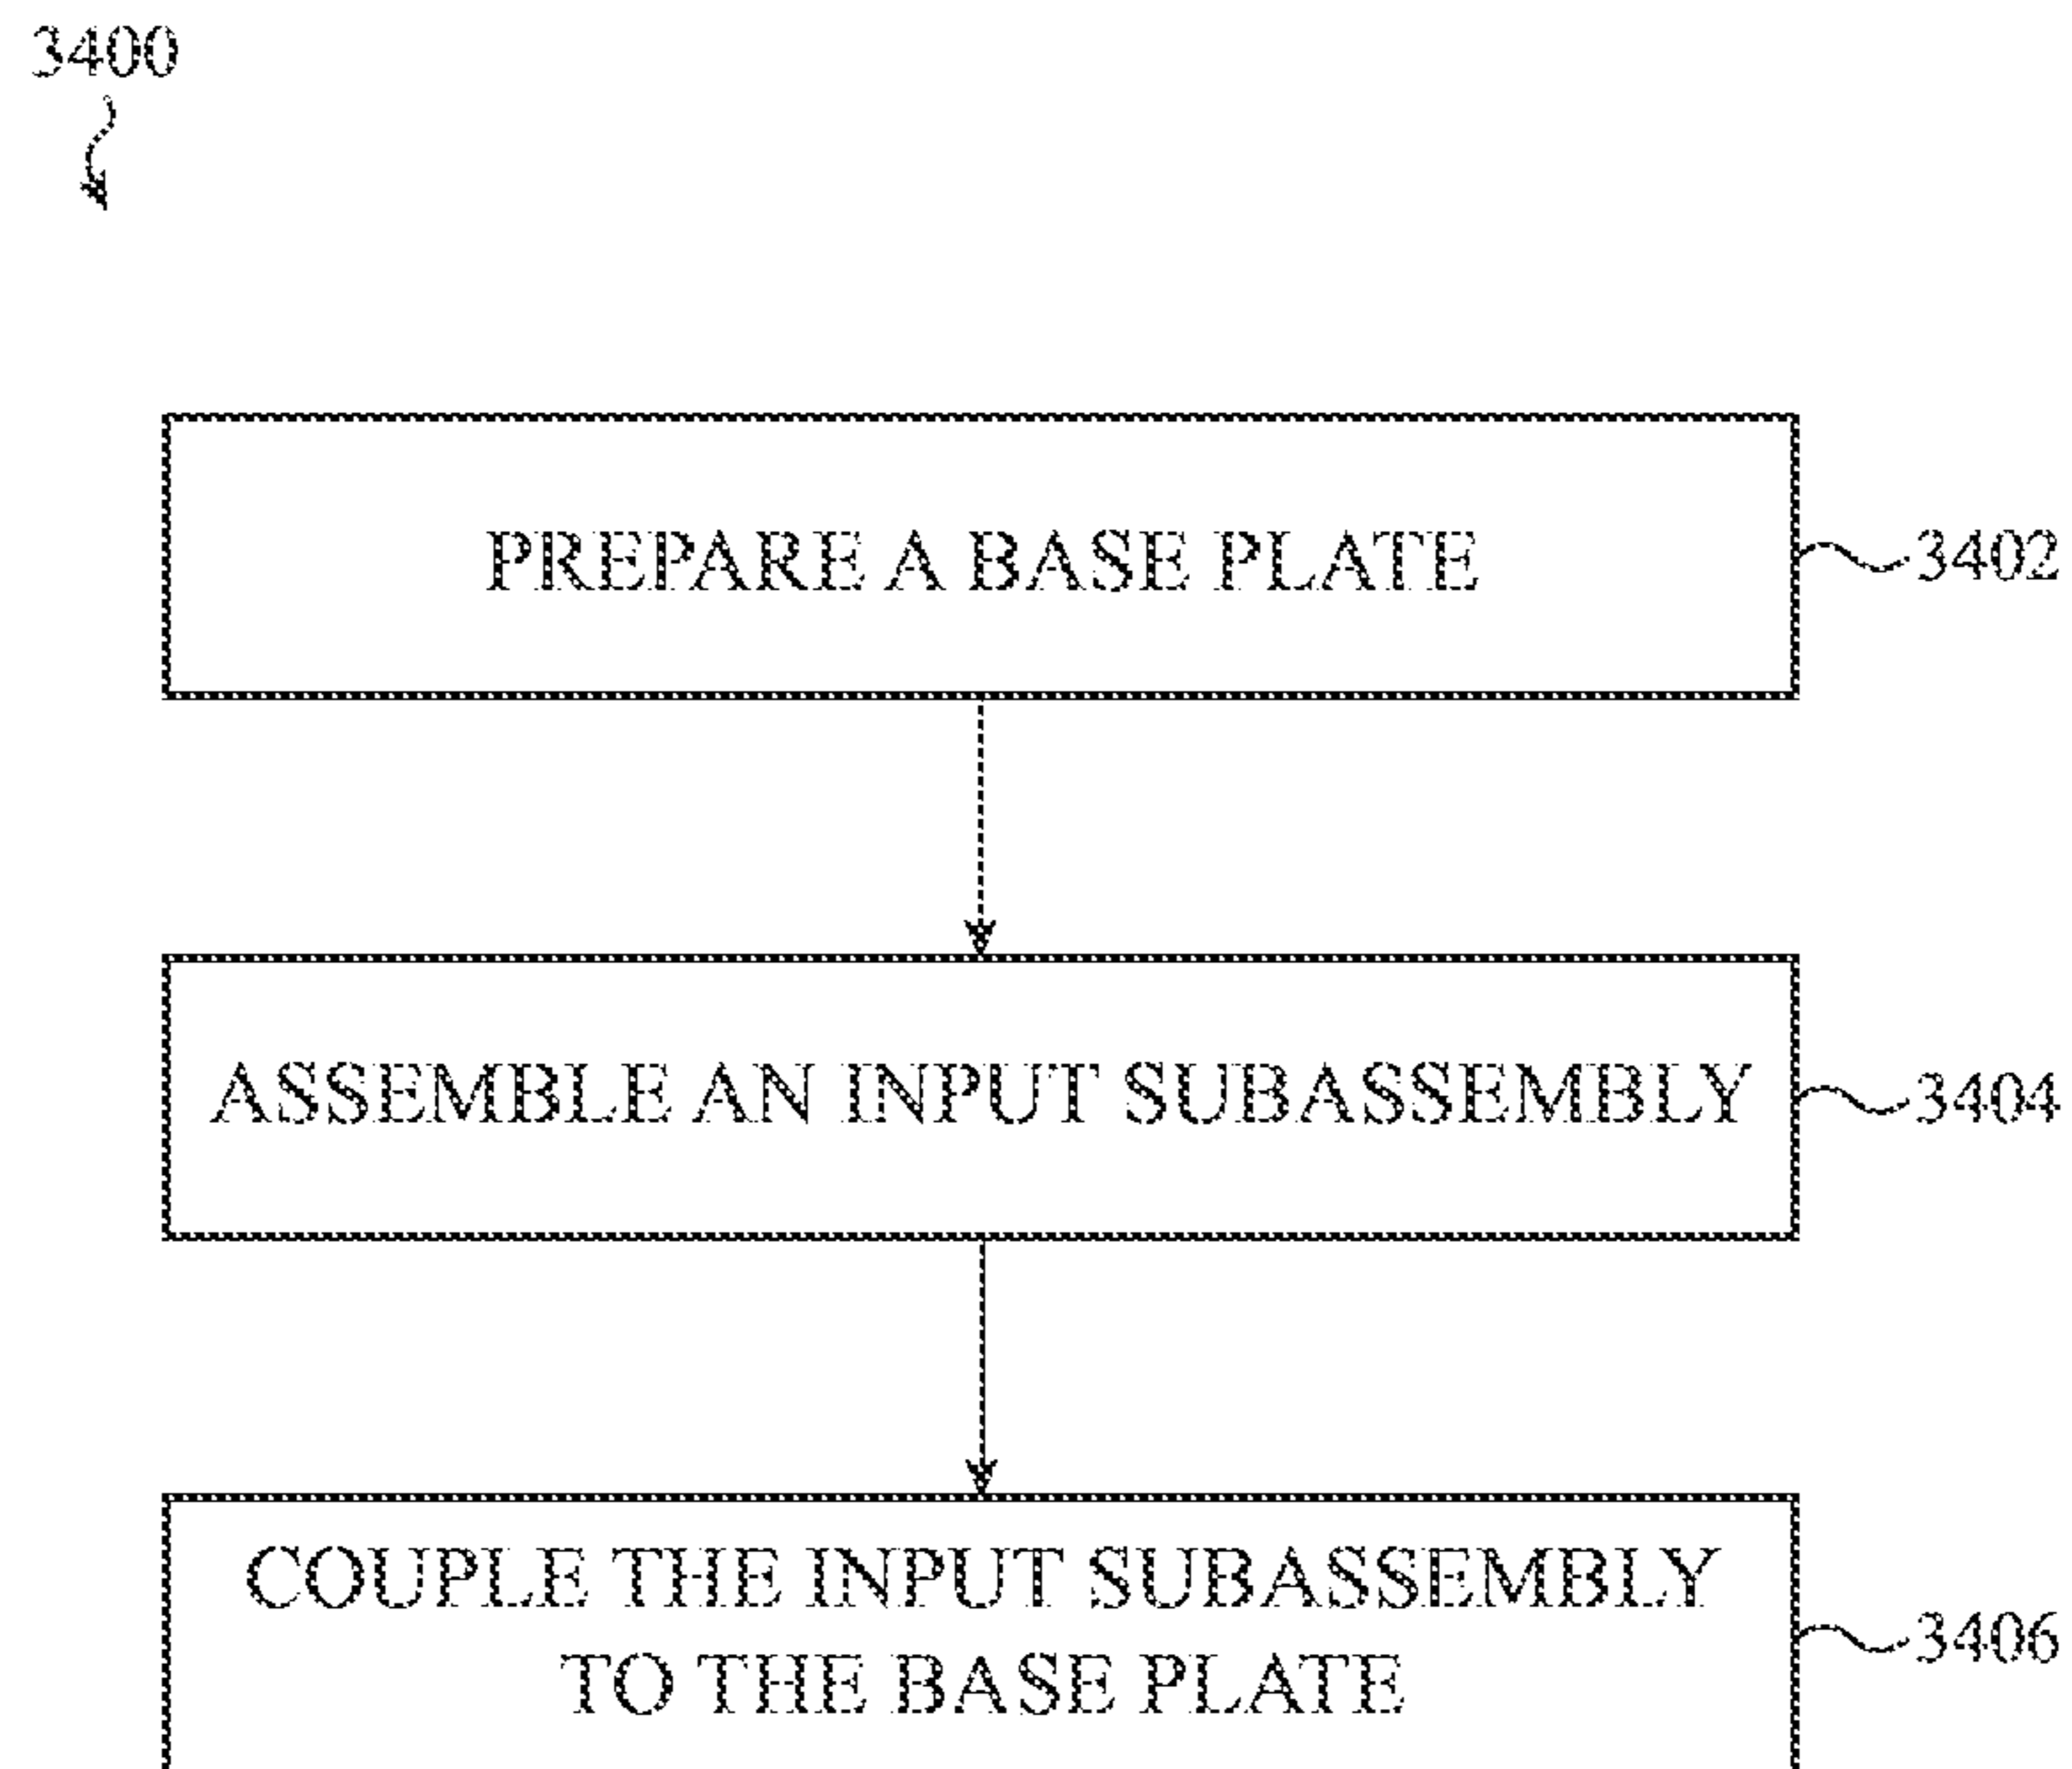 3400
PREPARE A BASE PLATE
3402
ASSEMBLE AN INPUT SUBASSEMBLY
3404
COUPLE THE INPUT SUBASSEMBLY
TO THE BASE PLATE
3406